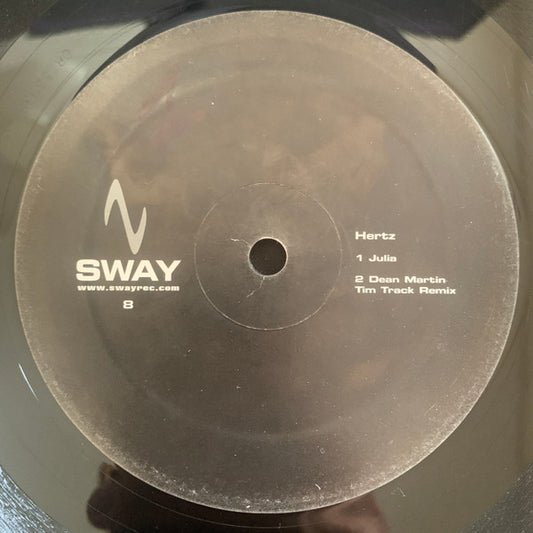 SWAY
www.swayrec.com
8
Hertz
1 Julia
2 Dean Martin
Tim Track Remix